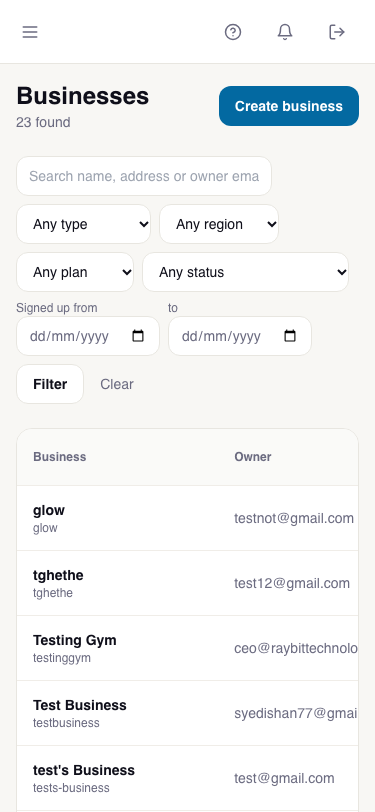 Businesses
23 found
Create business
Search name, address or owner ema
Any type
Any region
Any plan
Any status
Signed up from
to
dd/mm/yyyy
dd/mm/yyyy
Filter
Clear
Business
Owner
glow
glow
testnot@gmail.com
tghethe
tghethe
test12@gmail.com
Testing Gym
testinggym
ceo@raybittechnolo
Test Business
testbusiness
syedishan77@gmai
test's Business
tests-business
test@gmail.com